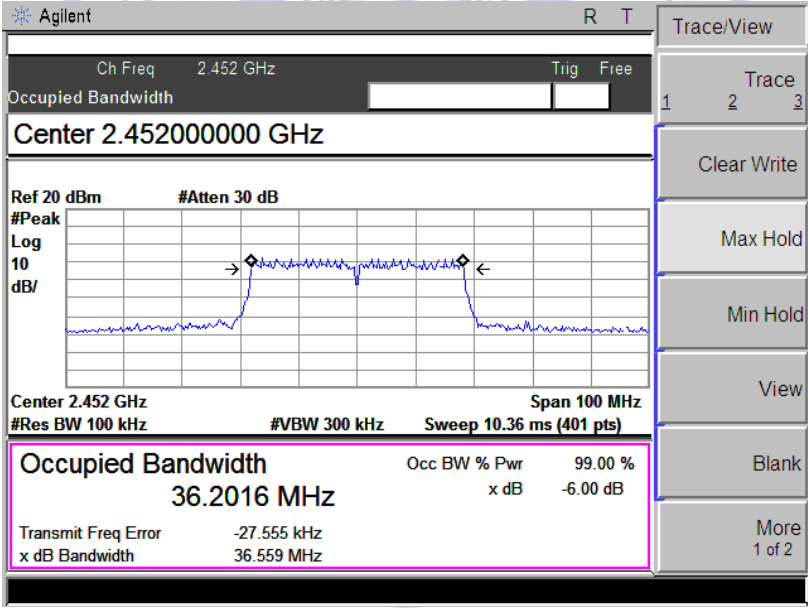 Agilent R T
Ch Freq 2.452 GHz Trig Free
Occupied Bandwidth
Center 2.452000000 GHz
Ref 20 dBm #Atten 30 dB
#Peak
Log
10
dB/
Center 2.452 GHz Span 100 MHz
#Res BW 100 kHz #VBW 300 kHz Sweep 10.36 ms (401 pts)
Occupied Bandwidth Occ BW % Pwr 99.00 %
36.2016 MHz x dB -6.00 dB
Transmit Freq Error -27.555 kHz
x dB Bandwidth 36.559 MHz
Trace/View
Trace
1 2 3
Clear Write
Max Hold
Min Hold
View
Blank
More
1 of 2